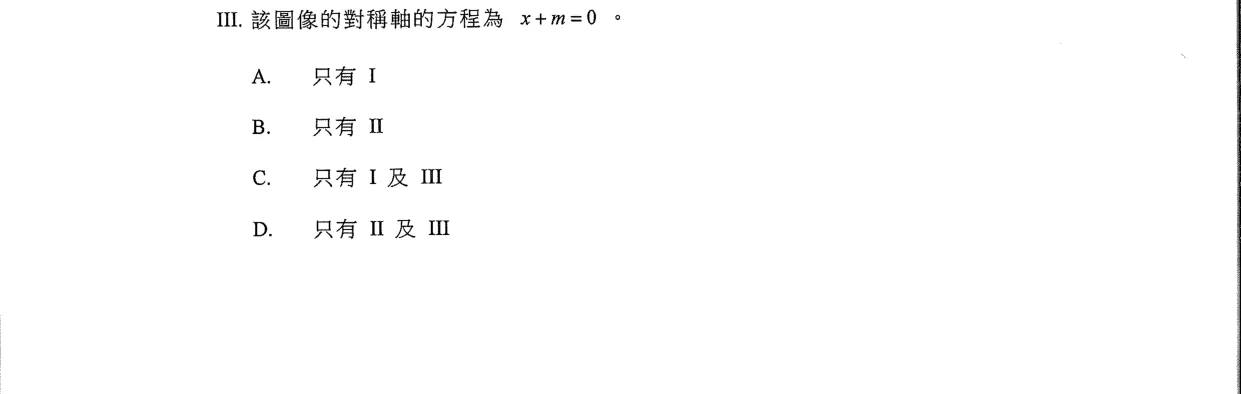 III. 該圖像的對稱軸的方程為 x + m = 0 。
A. 只有 I
B. 只有 II
C. 只有 I 及 III
D. 只有 II 及 III